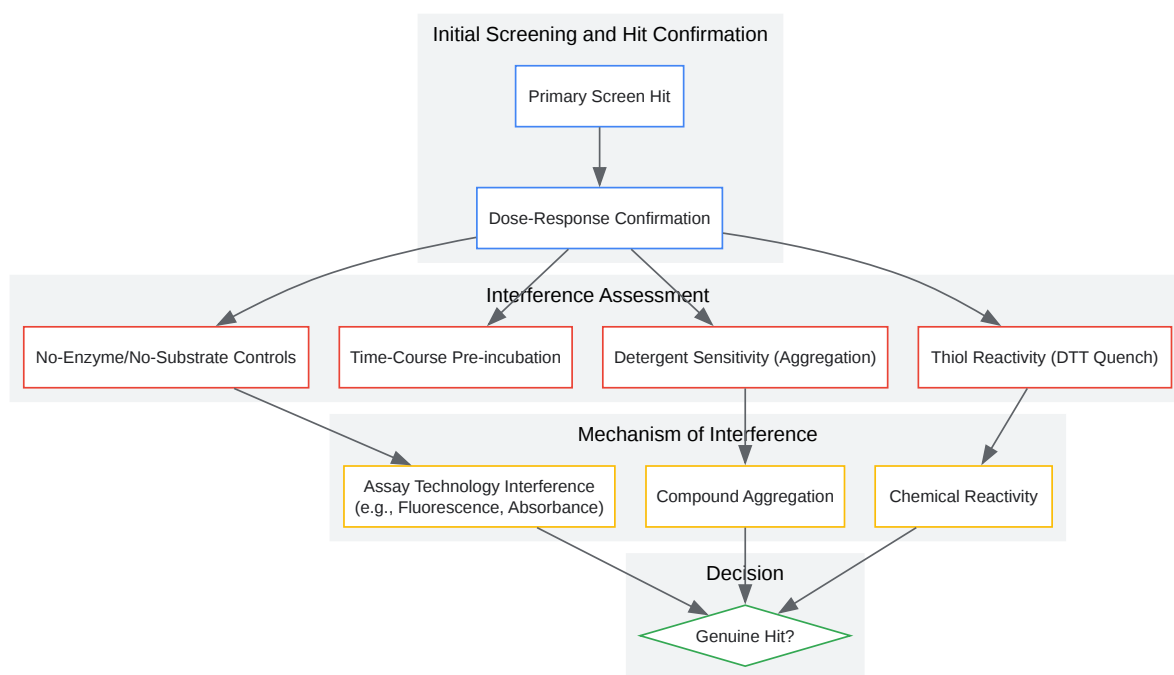 Initial Screening and Hit Confirmation
Primary Screen Hit
Dose-Response Confirmation
Interference Assessment
No-Enzyme/No-Substrate Controls
Time-Course Pre-incubation
Detergent Sensitivity (Aggregation)
Thiol Reactivity (DTT Quench)
Mechanism of Interference
Assay Technology Interference
(e.g., Fluorescence, Absorbance)
Compound Aggregation
Chemical Reactivity
Decision
Genuine Hit?